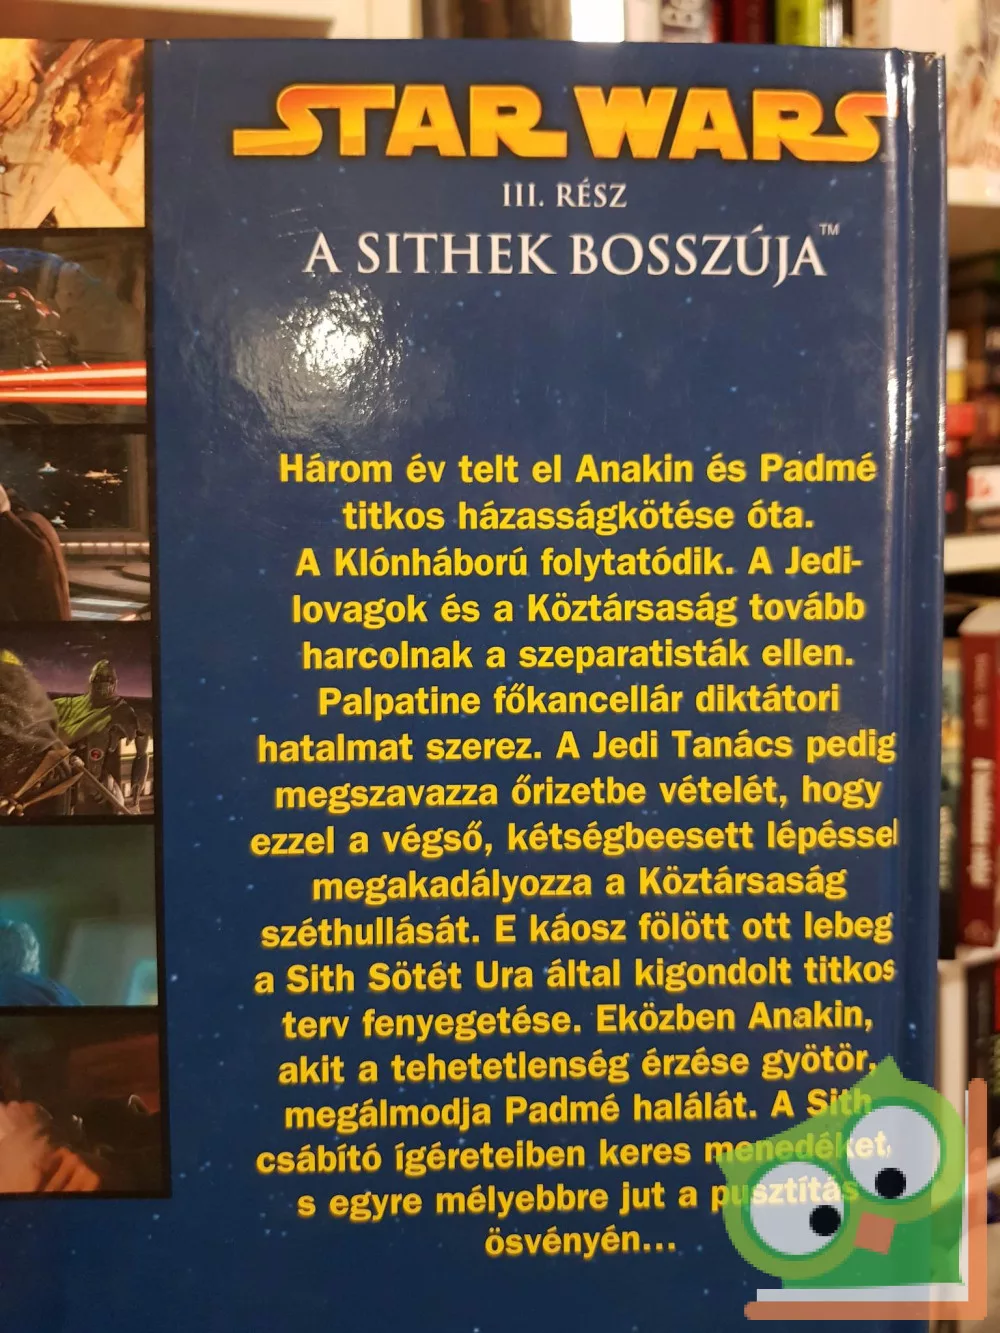 STAR WARS
III. RÉSZ
A SITHEK BOSSZÚJA™
Három év telt el Anakin és Padmé
titkos házasságkötése óta.
A Klónháború folytatódik. A Jedi-
lovagok és a Köztársaság tovább
harcolnak a szeparatisták ellen.
Palpatine főkancellár diktátori
hatalmat szerez. A Jedi Tanács pedig
megszavazza őrizetbe vételét, hogy
ezzel a végső, kétségbeesett lépéssel
megakadályozza a Köztársaság
széthullását. E káosz fölött ott lebeg
a Sith Sötét Ura által kigondolt titkos
terv fenyegetése. Eközben Anakin,
akit a tehetetlenség érzése gyötör,
megálmodja Padmé halálát. A Sith
csábító ígéreteiben keres menedéket,
s egyre mélyebbre jut a pusztítás
ösvényén...